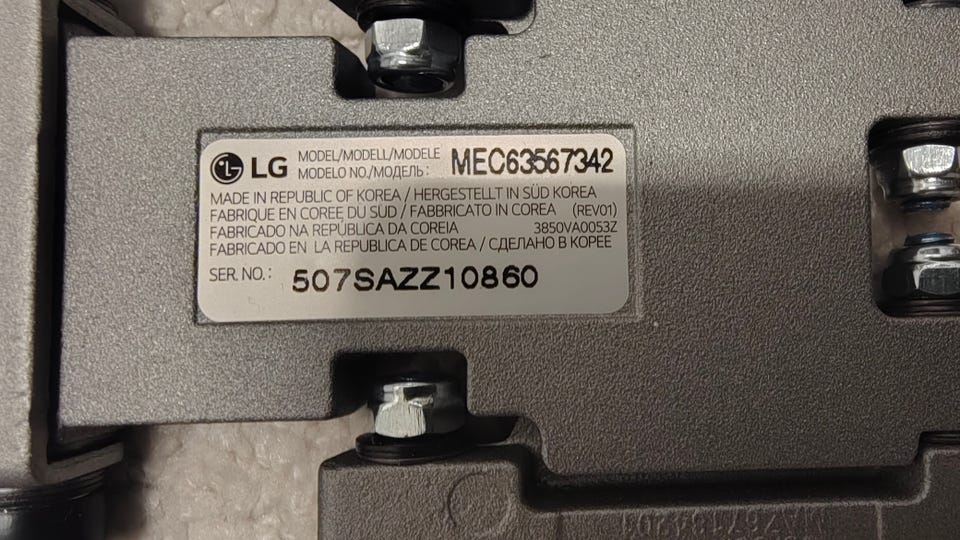 LG MODEL/MODELL/MODELE
MODELO NO./МОДЕЛЬ: MEC63567342
MADE IN REPUBLIC OF KOREA / HERGESTELLT IN SÜD KOREA
FABRIQUE EN COREE DU SUD / FABBRICATO IN COREA (REV01)
FABRICADO NA REPÚBLICA DA COREIA 3850VA0053Z
FABRICADO EN LA REPUBLICA DE COREA / СДЕЛАНО В КОРЕЕ
SER. NO.: 507SAZZ10860